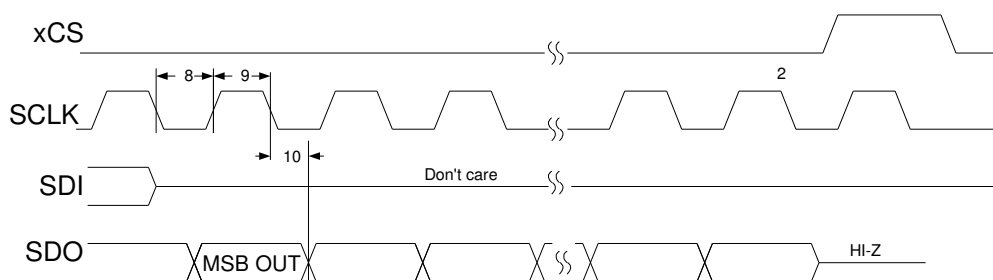 xCS
8
9
2
SCLK
10
SDI
Don't care
SDO
MSB OUT
HI-Z